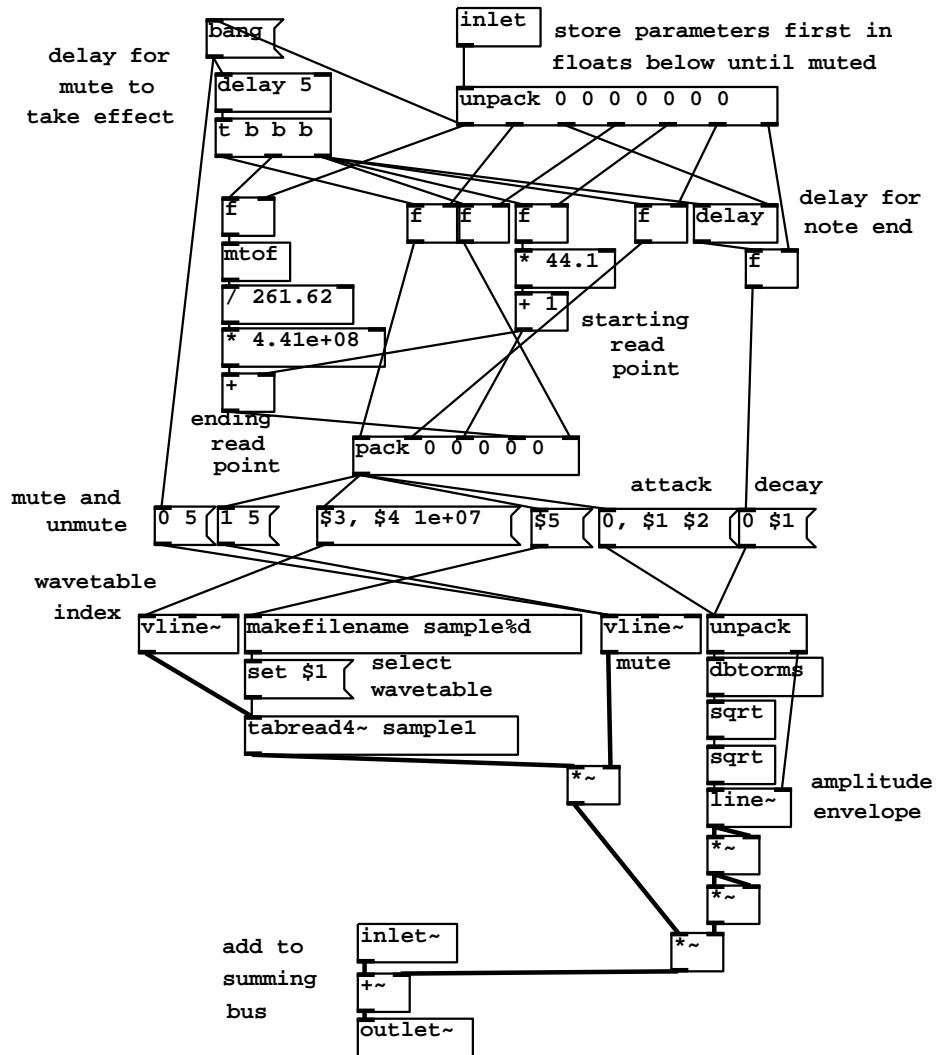 bang
inlet
store parameters first in
floats below until muted
delay for
mute to
take effect
delay 5
unpack 0 0 0 0 0 0 0
t b b b
f
f
f
f
f
delay
delay for
note end
mtof
* 44.1
f
/ 261.62
+ 1
starting
read
point
* 4.41e+08
+
ending
read
point
pack 0 0 0 0 0
mute and
unmute
attack
decay
0 5
1 5
$3, $4 1e+07
$5
0, $1 $2
0 $1
wavetable
index
vline~
makefilename sample%d
vline~
unpack
set $1
select
wavetable
mute
dbtorms
tabread4~ sample1
sqrt
sqrt
*~
line~
amplitude
envelope
*~
*~
add to
summing
bus
inlet~
*~
+~
outlet~